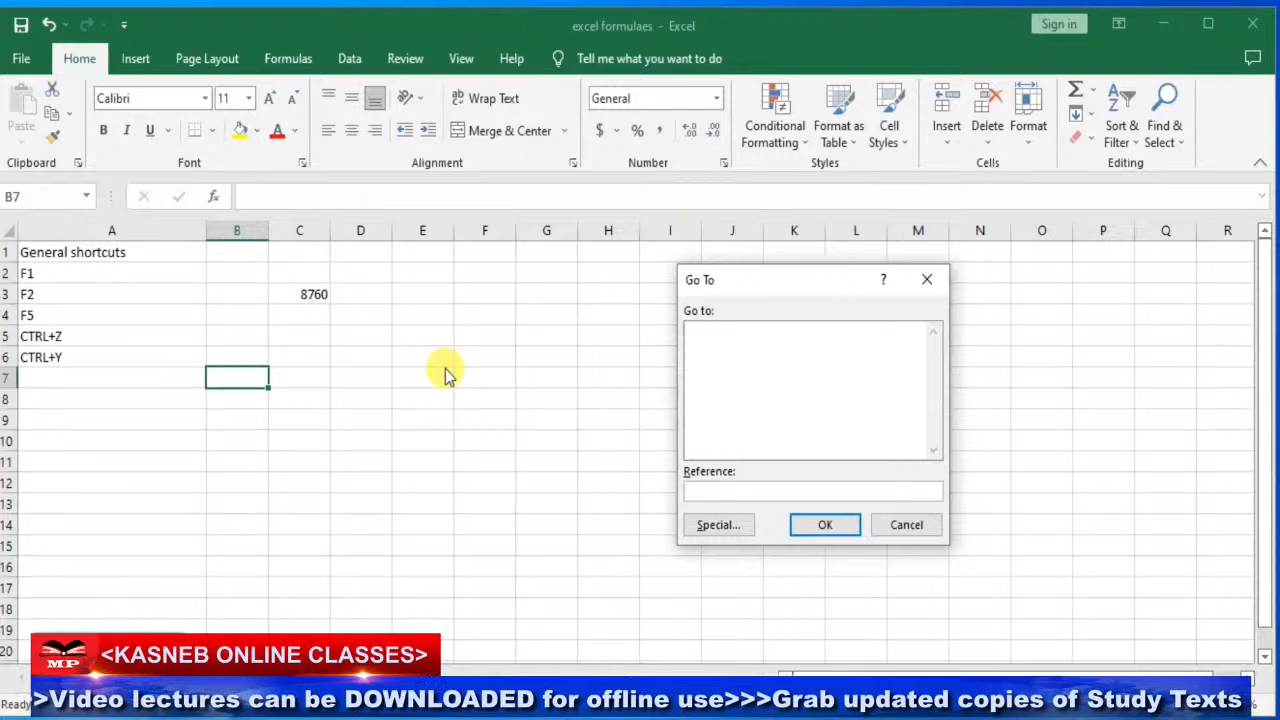 excel formulaes - Excel
Sign in
File Home Insert Page Layout Formulas Data Review View Help Tell me what you want to do
Paste
Calibri 11 A A
B I U A
ab Wrap Text
Merge & Center
General
$ % ,
Conditional Formatting
Format as Table
Cell Styles
Insert Delete Format
Sort & Filter
Find & Select
Clipboard Font Alignment Number Styles Cells Editing
B7 fx
A B C D E F G H I J K L M N O P Q R
1 General shortcuts
2 F1
3 F2 8760
4 F5
5 CTRL+Z
6 CTRL+Y
7
8
9
10
11
12
13
14
15
16
17
18
19
20
Go To ?
Go to:
Reference:
Special... OK Cancel
MP <KASNEB ONLINE CLASSES>
>Video lectures can be DOWNLOADED for offline use>>>Grab updated copies of Study Texts
Ready %